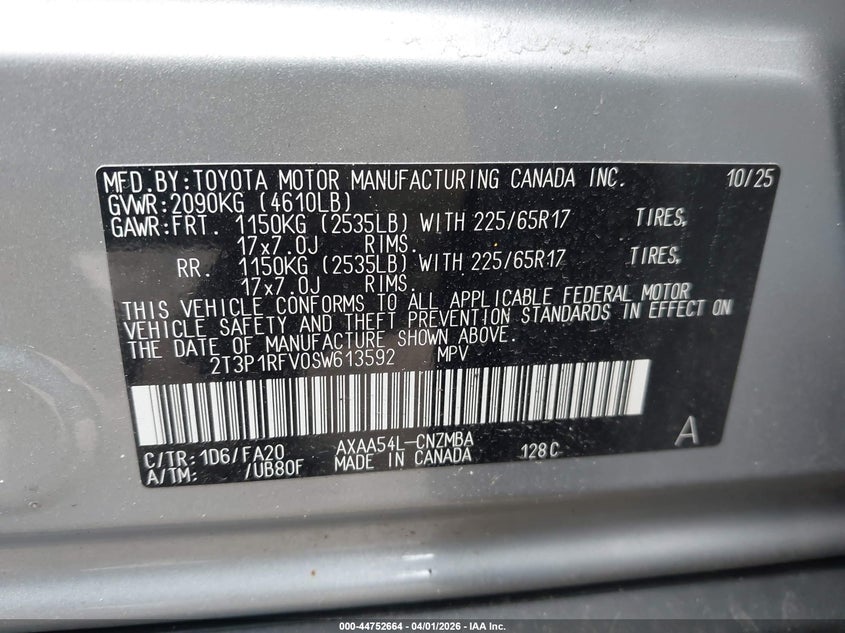 MFD.BY:TOYOTA MOTOR MANUFACTURING CANADA INC. 10/25
GVWR:2090KG (4610LB)
GAWR:FRT. 1150KG (2535LB) WITH 225/65R17 TIRES,
17x7.0J RIMS.
RR. 1150KG (2535LB) WITH 225/65R17 TIRES,
17x7.0J RIMS.
THIS VEHICLE CONFORMS TO ALL APPLICABLE FEDERAL MOTOR
VEHICLE SAFETY AND THEFT PREVENTION STANDARDS IN EFFECT ON
THE DATE OF MANUFACTURE SHOWN ABOVE.
2T3P1RFV0SW613592 MPV
C/TR:1D6/FA20 AXAA54L-CNZMBA 128C A
A/TM: /UB80F MADE IN CANADA
000-44752664 | 04/01/2026 - IAA Inc.